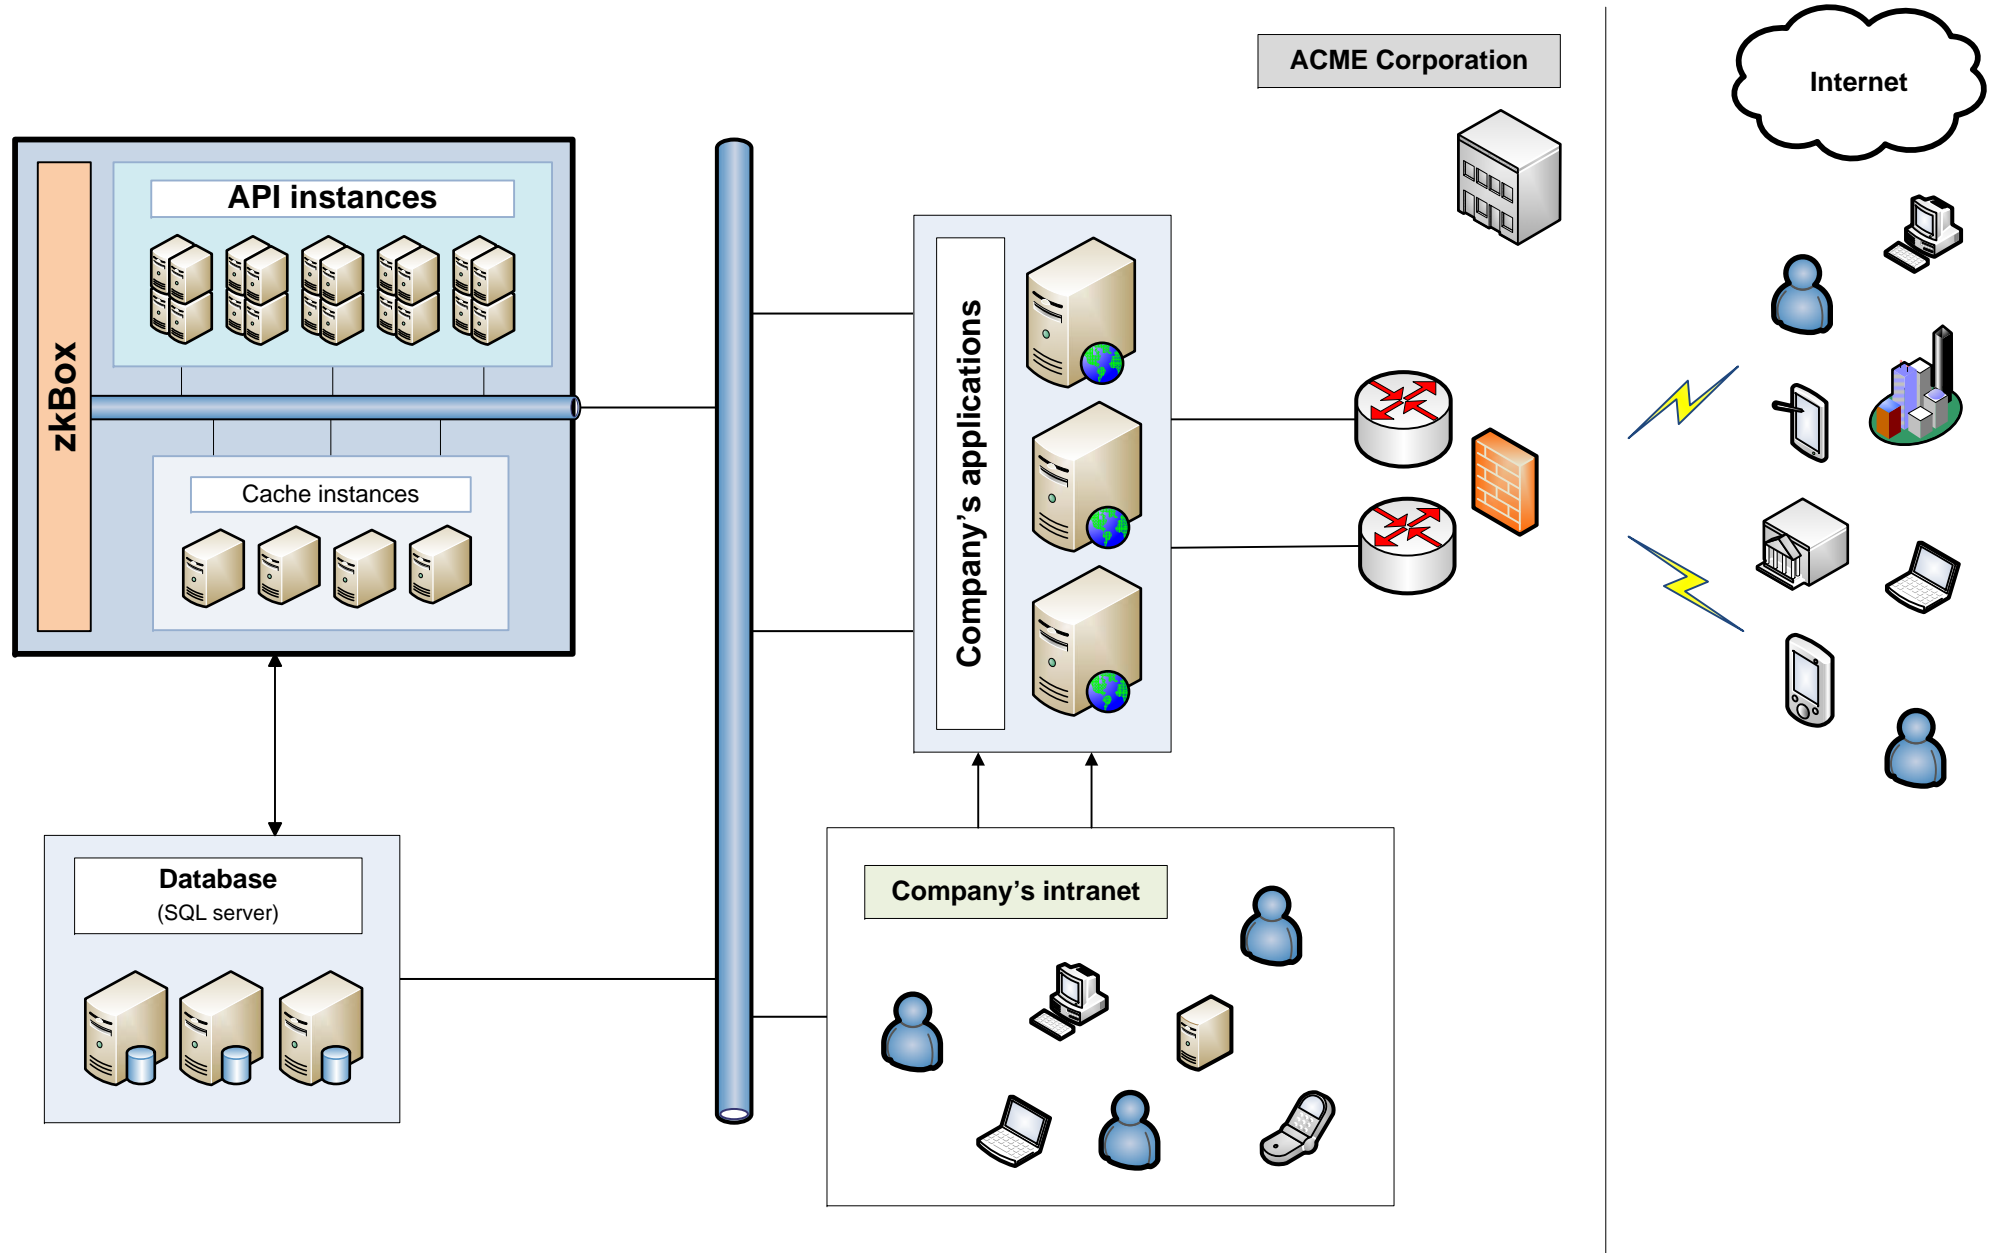 ACME Corporation
Internet
zkBox
API instances
Cache instances
Company's applications
Database
(SQL server)
Company's intranet